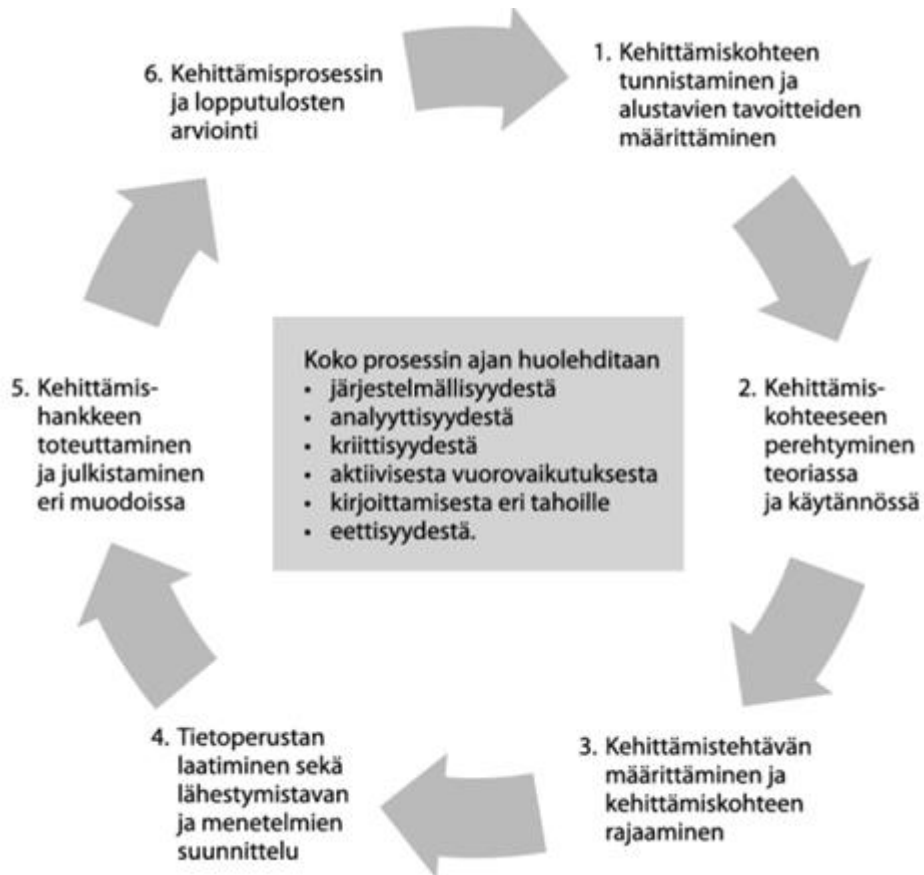 1. Kehittämiskohteen
tunnistaminen ja
alustavien tavoitteiden
määrittäminen
2. Kehittämis-
kohteeseen
perehtyminen
teoriassa
ja käytännössä
3. Kehittämistehtävän
määrittäminen ja
kehittämiskohteen
rajaaminen
4. Tietoperustan
laatiminen sekä
lähestymistavan
ja menetelmien
suunnittelu
5. Kehittämis-
hankkeen
toteuttaminen
ja julkistaminen
eri muodoissa
6. Kehittämisprosessin
ja lopputulosten
arviointi
Koko prosessin ajan huolehditaan
• järjestelmällisyydestä
• analyyttisyydestä
• kriittisyydestä
• aktiivisesta vuorovaikutuksesta
• kirjoittamisesta eri tahoille
• eettisyydestä.